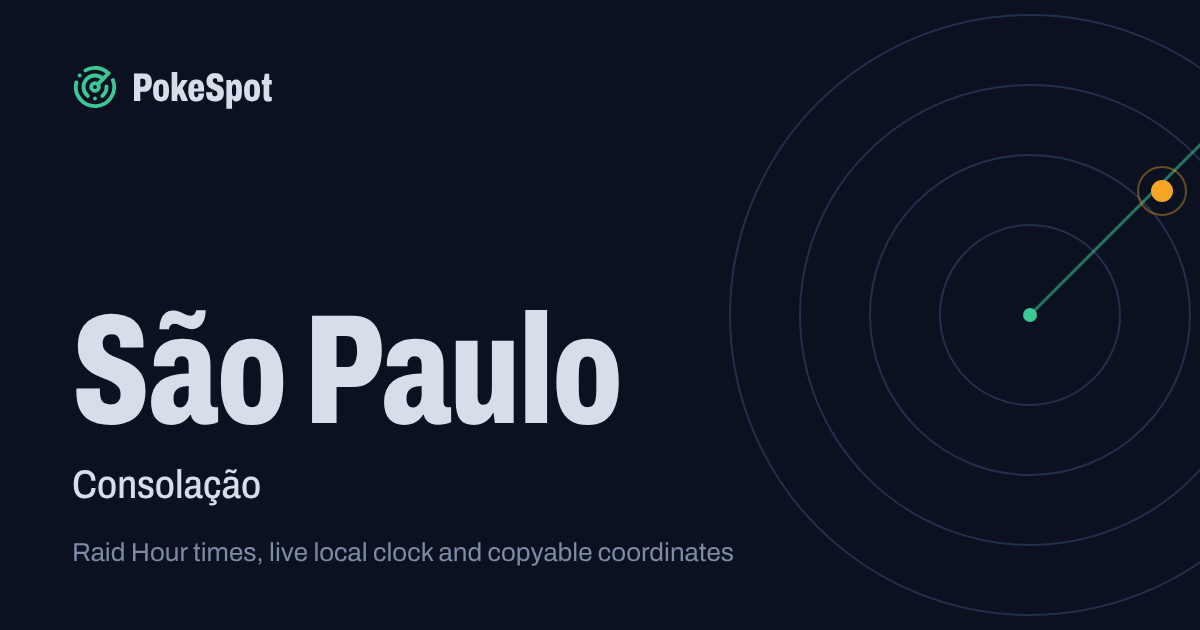 PokeSpot
São Paulo
Consolação
Raid Hour times, live local clock and copyable coordinates